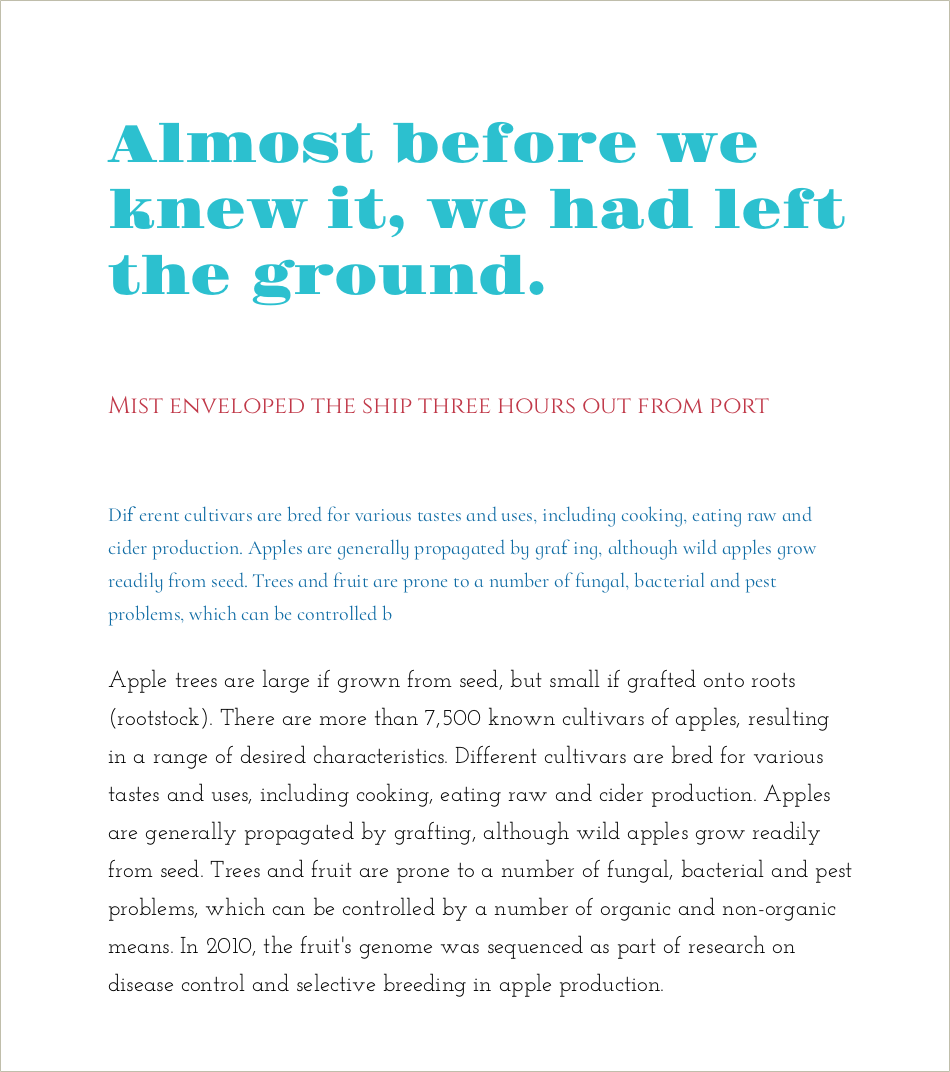 Almost before we
knew it, we had left
the ground.
Mist enveloped the ship three hours out from port
Dif erent cultivars are bred for various tastes and uses, including cooking, eating raw and
cider production. Apples are generally propagated by graf ing, although wild apples grow
readily from seed. Trees and fruit are prone to a number of fungal, bacterial and pest
problems, which can be controlled b
Apple trees are large if grown from seed, but small if grafted onto roots
(rootstock). There are more than 7,500 known cultivars of apples, resulting
in a range of desired characteristics. Different cultivars are bred for various
tastes and uses, including cooking, eating raw and cider production. Apples
are generally propagated by grafting, although wild apples grow readily
from seed. Trees and fruit are prone to a number of fungal, bacterial and pest
problems, which can be controlled by a number of organic and non-organic
means. In 2010, the fruit's genome was sequenced as part of research on
disease control and selective breeding in apple production.